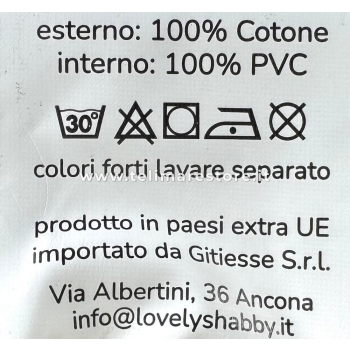 esterno: 100% Cotone
interno: 100% PVC
30°
colori forti lavare separato
prodotto in paesi extra UE
importato da Gitiesse S.r.l.
Via Albertini, 36 Ancona
info@lovelyshabby.it